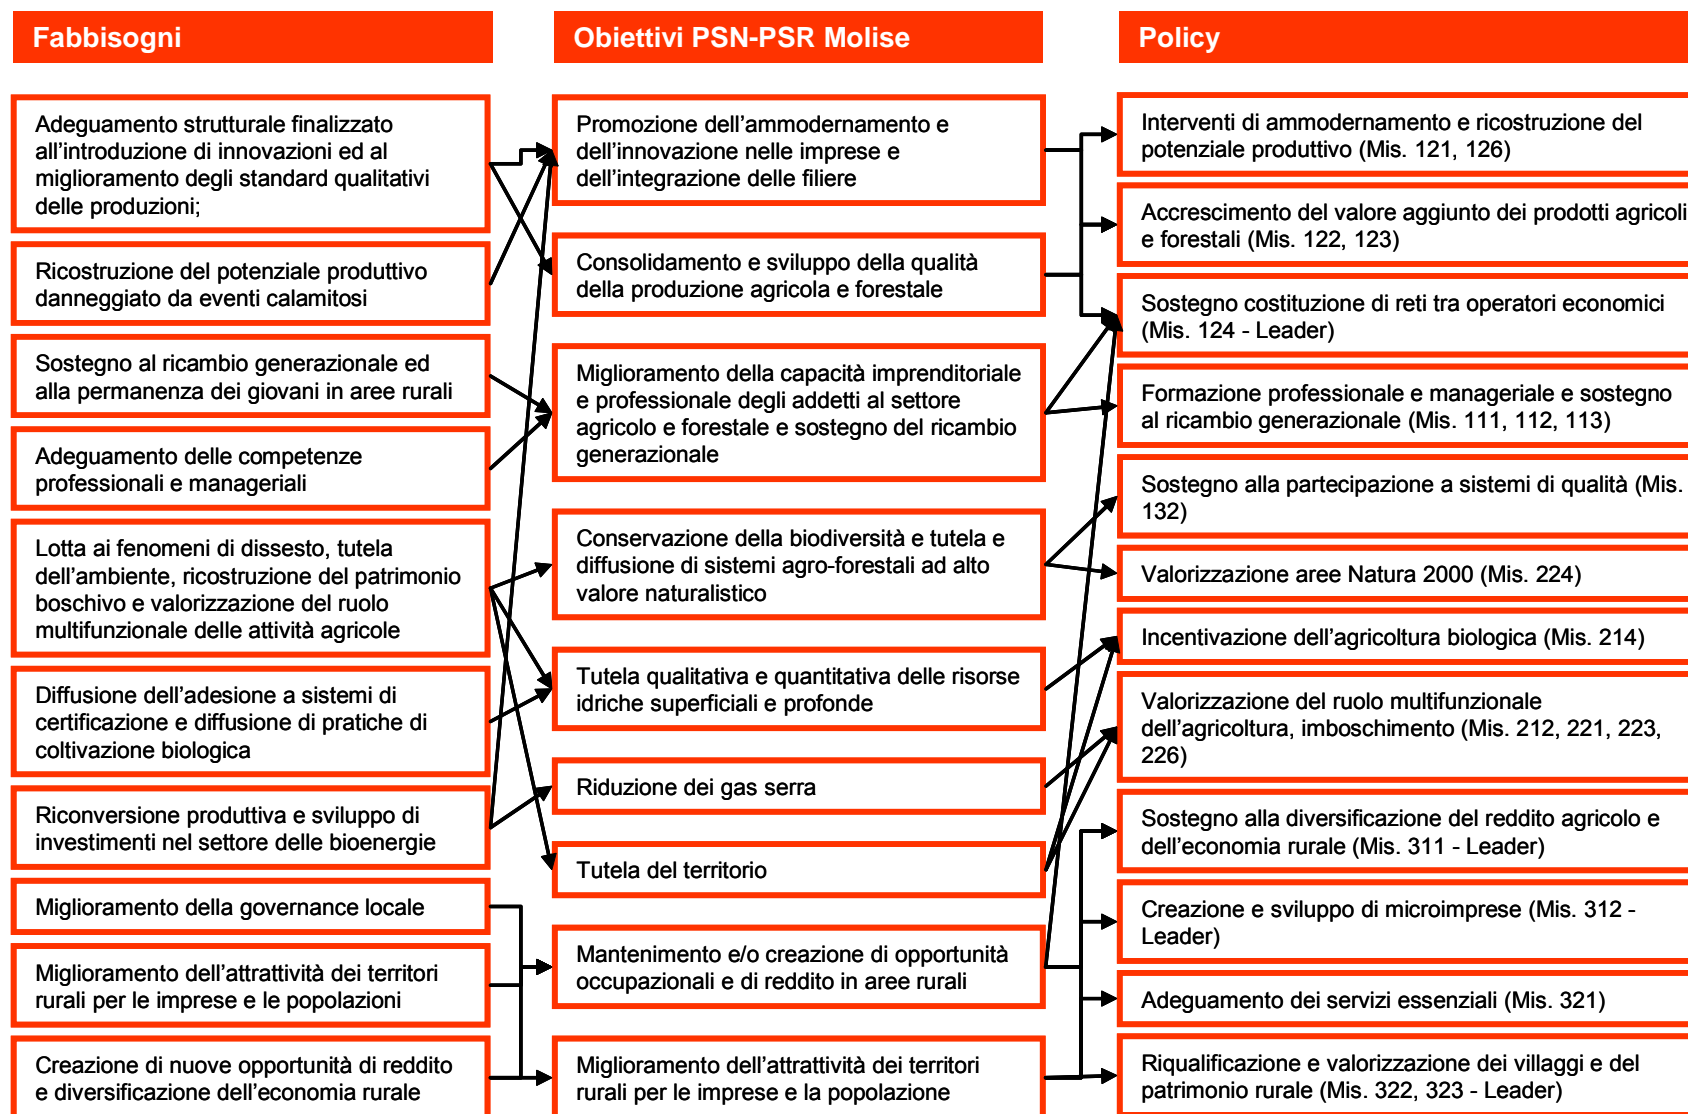 Fabbisogni
Adeguamento strutturale finalizzato
all'introduzione di innovazioni ed al
miglioramento degli standard qualitativi
delle produzioni;
Ricostruzione del potenziale produttivo
danneggiato da eventi calamitosi
Sostegno al ricambio generazionale ed
alla permanenza dei giovani in aree rurali
Adeguamento delle competenze
professionali e manageriali
Lotta ai fenomeni di dissesto, tutela
dell'ambiente, ricostruzione del patrimonio
boschivo e valorizzazione del ruolo
multifunzionale delle attività agricole
Diffusione dell'adesione a sistemi di
certificazione e diffusione di pratiche di
coltivazione biologica
Riconversione produttiva e sviluppo di
investimenti nel settore delle bioenergie
Miglioramento della governance locale
Miglioramento dell'attrattività dei territori
rurali per le imprese e le popolazioni
Creazione di nuove opportunità di reddito
e diversificazione dell'economia rurale
Obiettivi PSN-PSR Molise
Promozione dell'ammodernamento e
dell'innovazione nelle imprese e
dell'integrazione delle filiere
Consolidamento e sviluppo della qualità
della produzione agricola e forestale
Miglioramento della capacità imprenditoriale
e professionale degli addetti al settore
agricolo e forestale e sostegno del ricambio
generazionale
Conservazione della biodiversità e tutela e
diffusione di sistemi agro-forestali ad alto
valore naturalistico
Tutela qualitativa e quantitativa delle risorse
idriche superficiali e profonde
Riduzione dei gas serra
Tutela del territorio
Mantenimento e/o creazione di opportunità
occupazionali e di reddito in aree rurali
Miglioramento dell'attrattività dei territori
rurali per le imprese e la popolazione
Policy
Interventi di ammodernamento e ricostruzione del
potenziale produttivo (Mis. 121, 126)
Accrescimento del valore aggiunto dei prodotti agricoli
e forestali (Mis. 122, 123)
Sostegno costituzione di reti tra operatori economici
(Mis. 124 - Leader)
Formazione professionale e manageriale e sostegno
al ricambio generazionale (Mis. 111, 112, 113)
Sostegno alla partecipazione a sistemi di qualità (Mis.
132)
Valorizzazione aree Natura 2000 (Mis. 224)
Incentivazione dell'agricoltura biologica (Mis. 214)
Valorizzazione del ruolo multifunzionale
dell'agricoltura, imboschimento (Mis. 212, 221, 223,
226)
Sostegno alla diversificazione del reddito agricolo e
dell'economia rurale (Mis. 311 - Leader)
Creazione e sviluppo di microimprese (Mis. 312 -
Leader)
Adeguamento dei servizi essenziali (Mis. 321)
Riqualificazione e valorizzazione dei villaggi e del
patrimonio rurale (Mis. 322, 323 - Leader)